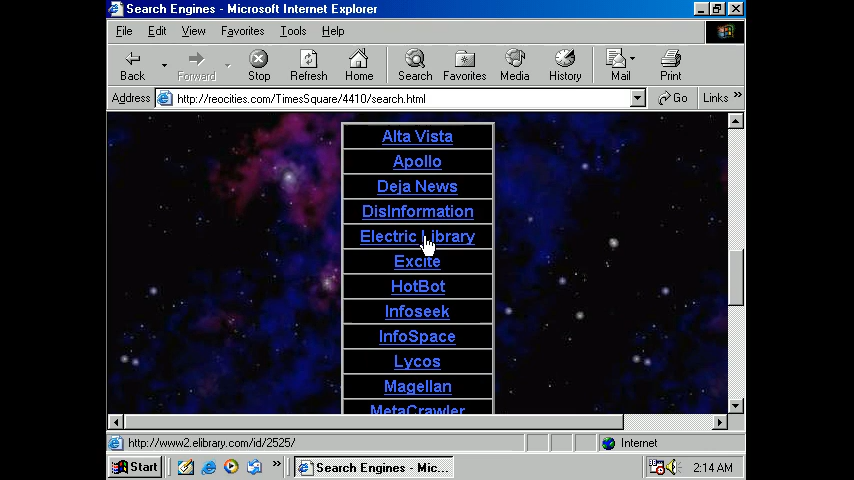 Search Engines - Microsoft Internet Explorer
File Edit View Favorites Tools Help
Back Forward Stop Refresh Home Search Favorites Media History Mail Print
Address http://reocities.com/TimesSquare/4410/search.html Go Links »
Alta Vista
Apollo
Deja News
DisInformation
Electric Library
Excite
HotBot
Infoseek
InfoSpace
Lycos
Magellan
MetaCrawler
http://www2.elibrary.com/id/2525/ Internet
Start » Search Engines - Mic... 2:14 AM